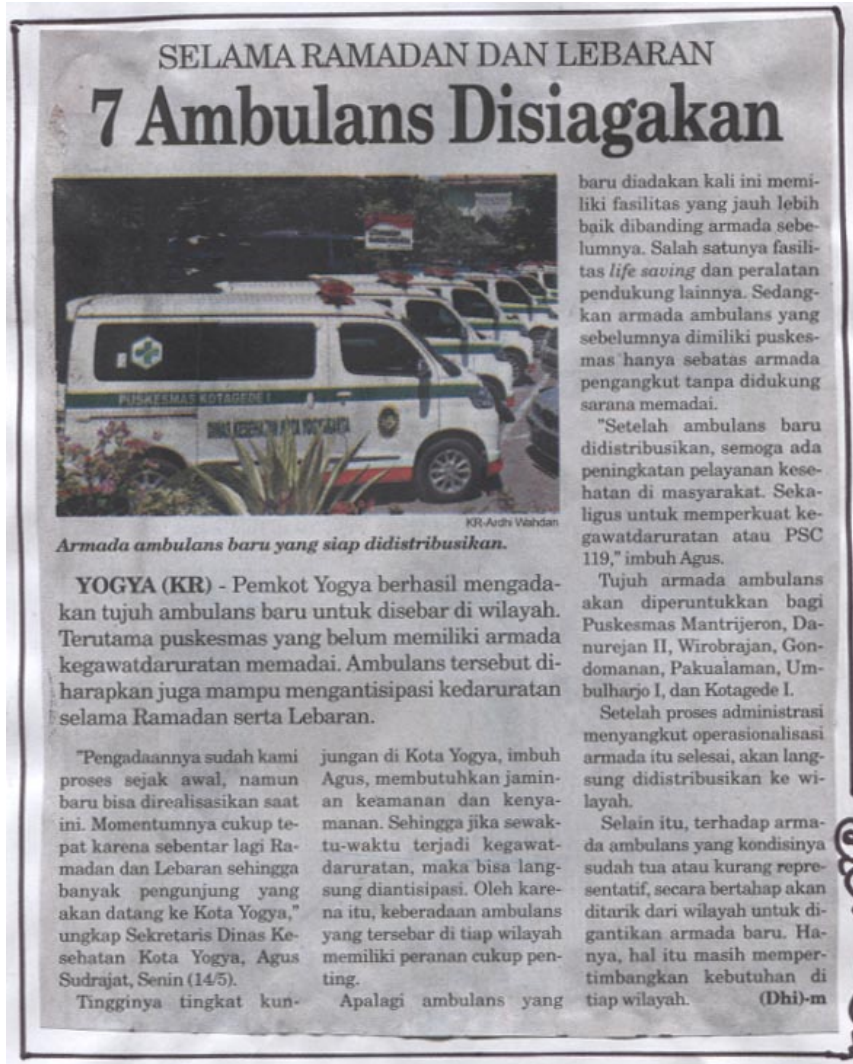 SELAMA RAMADAN DAN LEBARAN
7 Ambulans Disiagakan
PUSKESMAS KOTAGEDE I
DINAS KESEHATAN KOTA YOGYAKARTA
KR-Ardhi Wahdan
Armada ambulans baru yang siap didistribusikan.
YOGYA (KR) - Pemkot Yogya berhasil mengada-
kan tujuh ambulans baru untuk disebar di wilayah.
Terutama puskesmas yang belum memiliki armada
kegawatdaruratan memadai. Ambulans tersebut di-
harapkan juga mampu mengantisipasi kedaruratan
selama Ramadan serta Lebaran.
"Pengadaannya sudah kami
proses sejak awal, namun
baru bisa direalisasikan saat
ini. Momentumnya cukup te-
pat karena sebentar lagi Ra-
madan dan Lebaran sehingga
banyak pengunjung yang
akan datang ke Kota Yogya,"
ungkap Sekretaris Dinas Ke-
sehatan Kota Yogya, Agus
Sudrajat, Senin (14/5).
Tingginya tingkat kun-
jungan di Kota Yogya, imbuh
Agus, membutuhkan jamin-
an keamanan dan kenya-
manan. Sehingga jika sewak-
tu-waktu terjadi kegawat-
daruratan, maka bisa lang-
sung diantisipasi. Oleh kare-
na itu, keberadaan ambulans
yang tersebar di tiap wilayah
memiliki peranan cukup pen-
ting.
Apalagi ambulans yang
baru diadakan kali ini memi-
liki fasilitas yang jauh lebih
baik dibanding armada sebe-
lumnya. Salah satunya fasili-
tas life saving dan peralatan
pendukung lainnya. Sedang-
kan armada ambulans yang
sebelumnya dimiliki puskes-
mas hanya sebatas armada
pengangkut tanpa didukung
sarana memadai.
"Setelah ambulans baru
didistribusikan, semoga ada
peningkatan pelayanan kese-
hatan di masyarakat. Seka-
ligus untuk memperkuat ke-
gawatdaruratan atau PSC
119," imbuh Agus.
Tujuh armada ambulans
akan diperuntukkan bagi
Puskesmas Mantrijeron, Da-
nurejan II, Wirobrajan, Gon-
domanan, Pakualaman, Um-
bulharjo I, dan Kotagede I.
Setelah proses administrasi
menyangkut operasionalisasi
armada itu selesai, akan lang-
sung didistribusikan ke wi-
layah.
Selain itu, terhadap arma-
da ambulans yang kondisinya
sudah tua atau kurang repre-
sentatif, secara bertahap akan
ditarik dari wilayah untuk di-
gantikan armada baru. Ha-
nya, hal itu masih memper-
timbangkan kebutuhan di
tiap wilayah. (Dhi)-m